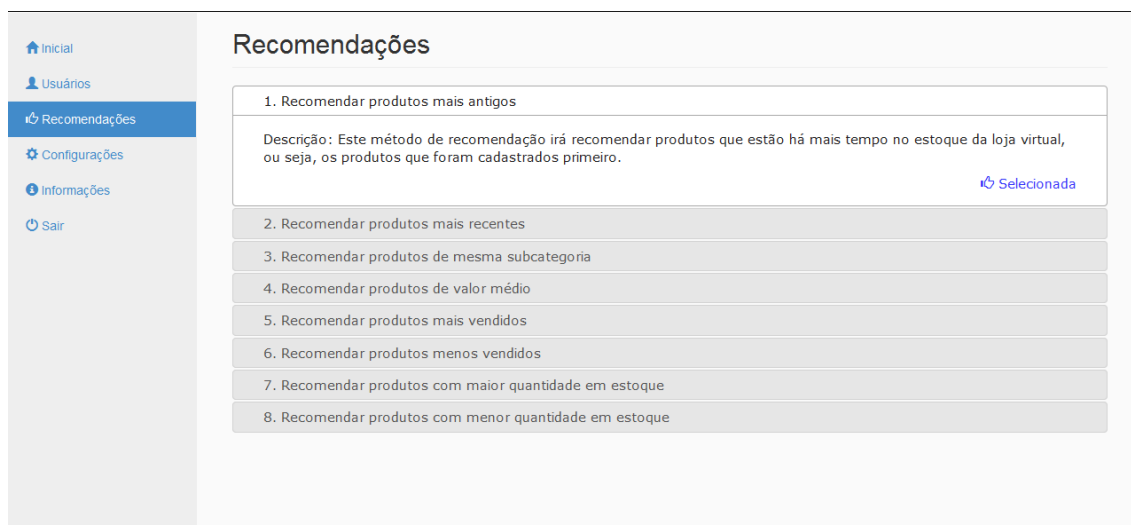 Inicial
Usuários
Recomendações
Configurações
Informações
Sair
Recomendações
1. Recomendar produtos mais antigos
Descrição: Este método de recomendação irá recomendar produtos que estão há mais tempo no estoque da loja virtual,
ou seja, os produtos que foram cadastrados primeiro.
Selecionada
2. Recomendar produtos mais recentes
3. Recomendar produtos de mesma subcategoria
4. Recomendar produtos de valor médio
5. Recomendar produtos mais vendidos
6. Recomendar produtos menos vendidos
7. Recomendar produtos com maior quantidade em estoque
8. Recomendar produtos com menor quantidade em estoque